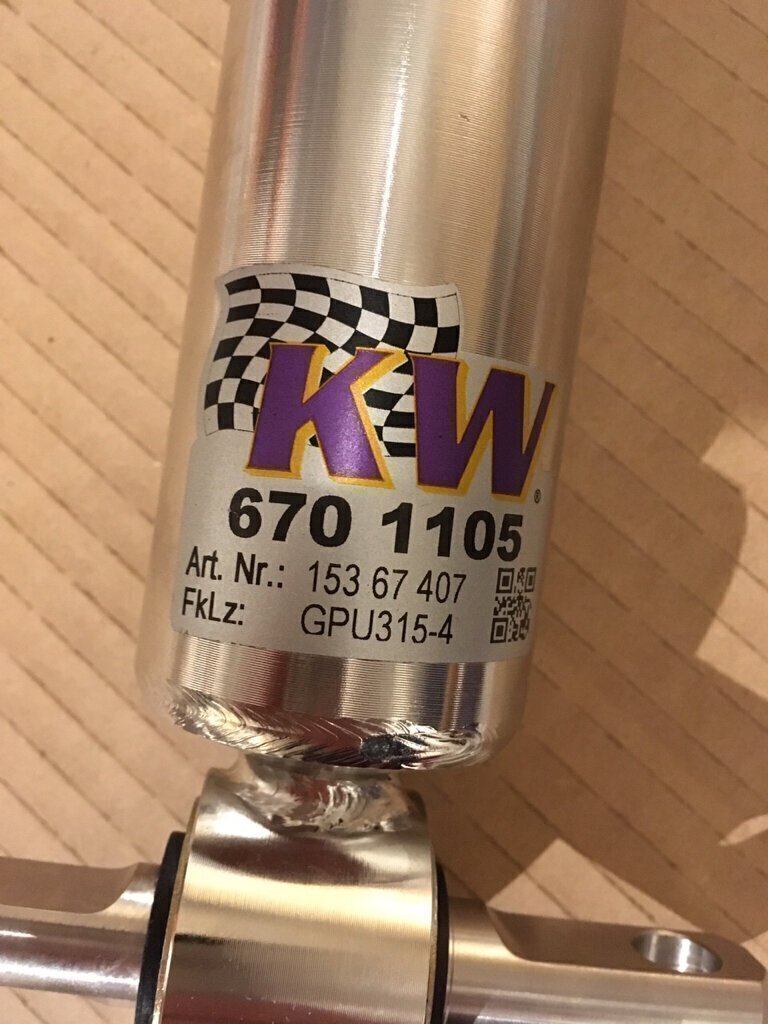 KW®
670 1105
Art. Nr.: 153 67 407
FkLz: GPU315-4